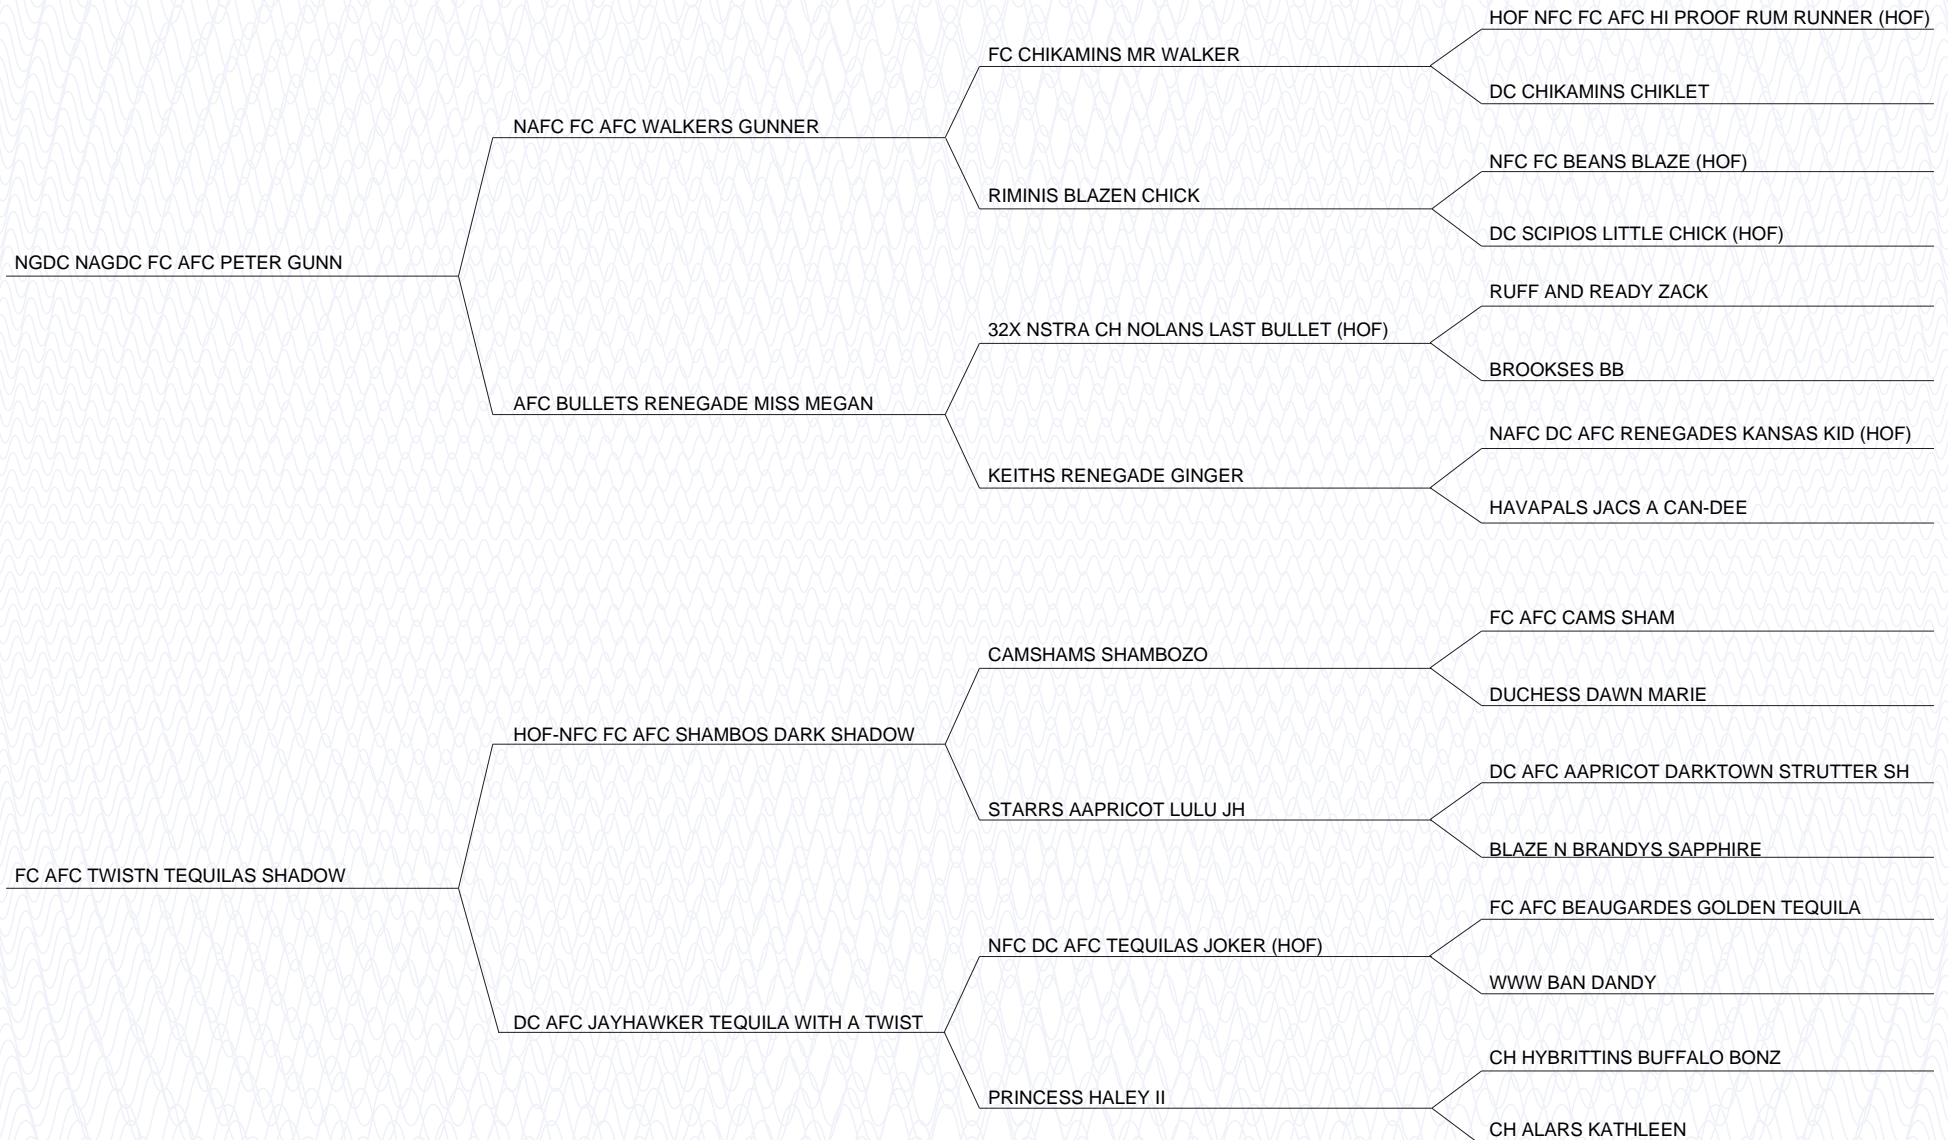 HOF NFC FC AFC HI PROOF RUM RUNNER (HOF)
FC CHIKAMINS MR WALKER
DC CHIKAMINS CHIKLET
NAFC FC AFC WALKERS GUNNER
NFC FC BEANS BLAZE (HOF)
RIMINIS BLAZEN CHICK
DC SCIPIOS LITTLE CHICK (HOF)
NGDC NAGDC FC AFC PETER GUNN
RUFF AND READY ZACK
32X NSTRA CH NOLANS LAST BULLET (HOF)
BROOKSES BB
AFC BULLETS RENEGADE MISS MEGAN
NAFC DC AFC RENEGADES KANSAS KID (HOF)
KEITHS RENEGADE GINGER
HAVAPALS JACS A CAN-DEE
FC AFC CAMS SHAM
CAMSHAMS SHAMBOZO
DUCHESS DAWN MARIE
HOF-NFC FC AFC SHAMBOS DARK SHADOW
DC AFC AAPRICOT DARKTOWN STRUTTER SH
STARRS AAPRICOT LULU JH
BLAZE N BRANDYS SAPPHIRE
FC AFC TWISTN TEQUILAS SHADOW
FC AFC BEAUGARDES GOLDEN TEQUILA
NFC DC AFC TEQUILAS JOKER (HOF)
WWW BAN DANDY
DC AFC JAYHAWKER TEQUILA WITH A TWIST
CH HYBRITTINS BUFFALO BONZ
PRINCESS HALEY II
CH ALARS KATHLEEN